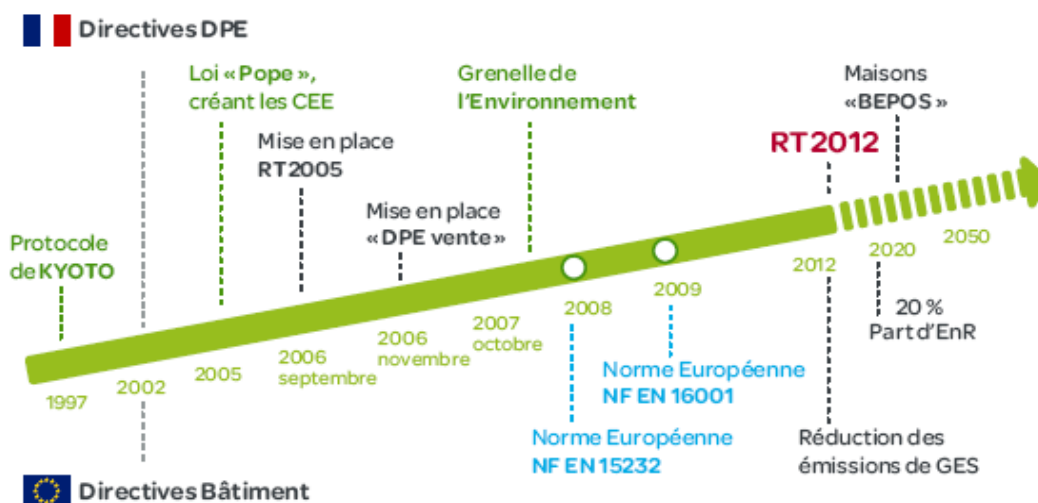 Directives DPE
Loi « Pope »,
créant les CEE
Grenelle de
l'Environnement
Maisons
«BEPOS »
Mise en place
RT2005
RT2012
Mise en place
« DPE vente »
Protocole
de KYOTO
1997
2002
2005
2006
septembre
2006
novembre
2007
octobre
2008
2009
2012
2020
2050
20 %
Part d'EnR
Norme Européenne
NF EN 16001
Norme Européenne
NF EN 15232
Réduction des
émissions de GES
Directives Bâtiment